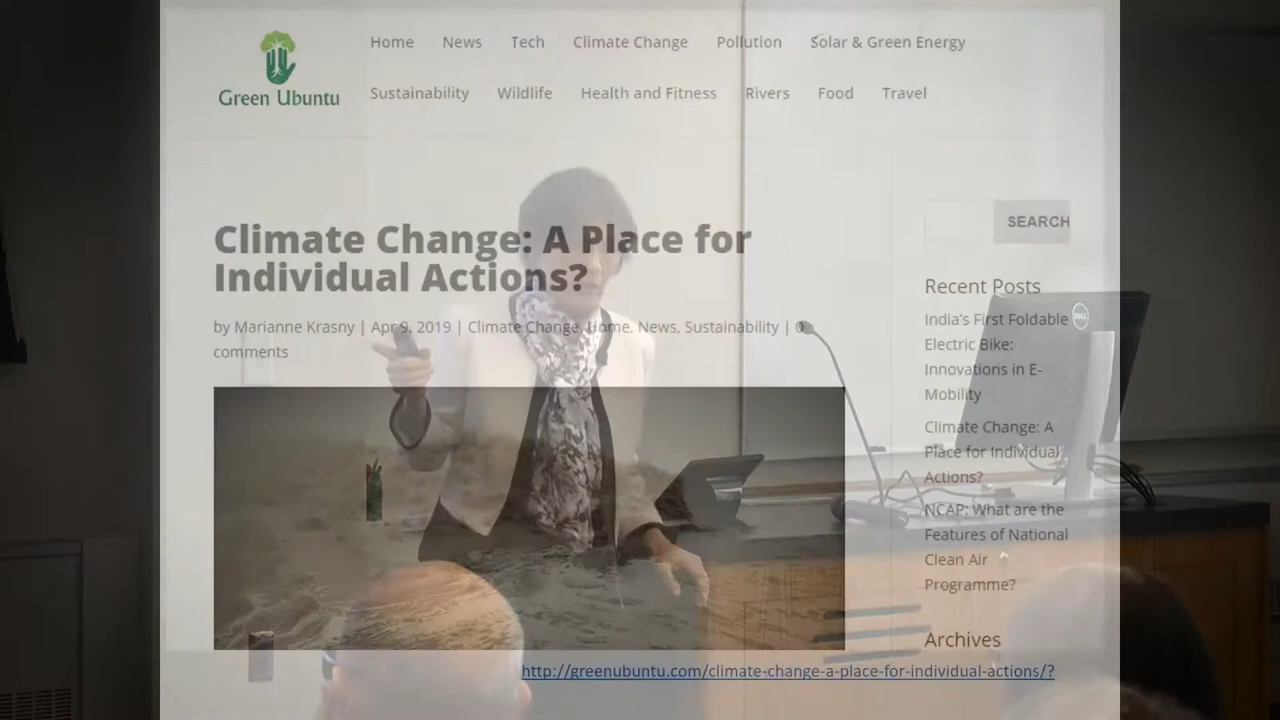 Home News Tech Climate Change Pollution Solar & Green Energy
Green Ubuntu
Sustainability Wildlife Health and Fitness Rivers Food Travel
SEARCH
Climate Change: A Place for
Individual Actions?
by Marianne Krasny | Apr 9, 2019 | Climate Change, Home, News, Sustainability | 0
comments
Recent Posts
India's First Foldable
Electric Bike:
Innovations in E-
Mobility
Climate Change: A
Place for Individual
Actions?
NCAP: What are the
Features of National
Clean Air
Programme?
Archives
http://greenubuntu.com/climate-change-a-place-for-individual-actions/?
DELL